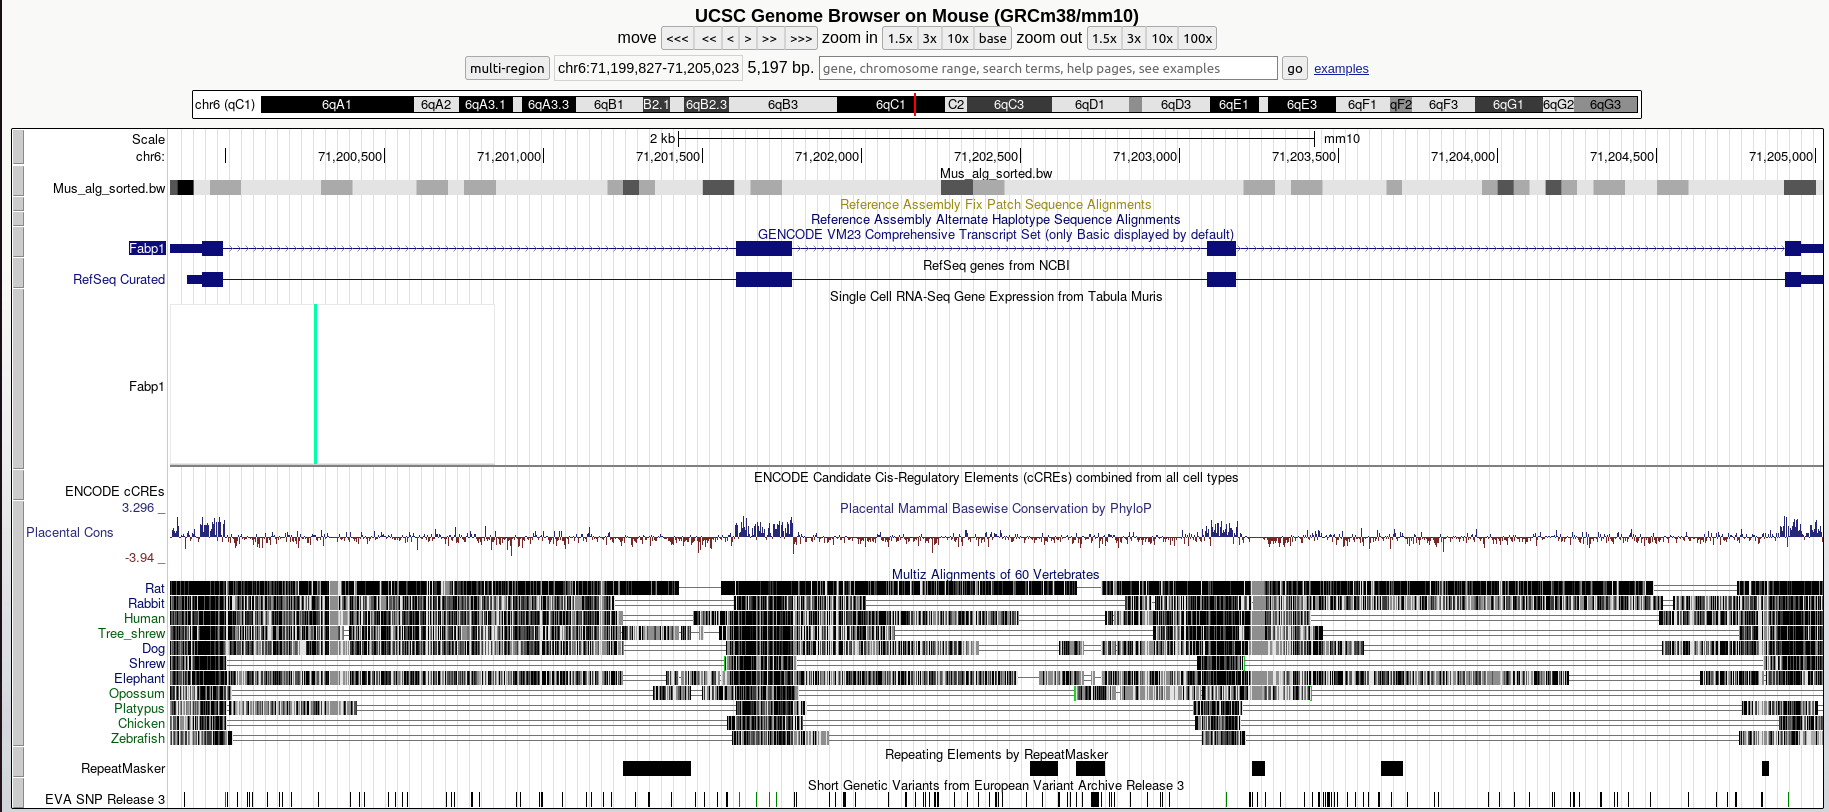 UCSC Genome Browser on Mouse (GRCm38/mm10)
move <<< << < > >> >>> zoom in 1.5x 3x 10x base zoom out 1.5x 3x 10x 100x
multi-region chr6:71,199,827-71,205,023 5,197 bp. gene, chromosome range, search terms, help pages, see examples go examples
chr6 (qC1) 6qA1 6qA2 6qA3.1 6qA3.3 6qB1 B2.1 6qB2.3 6qB3 6qC1 C2 6qC3 6qD1 6qD3 6qE1 6qE3 6qF1 qF2 6qF3 6qG1 6qG2 6qG3
Scale 2 kb mm10
chr6: 71,200,500 71,201,000 71,201,500 71,202,000 71,202,500 71,203,000 71,203,500 71,204,000 71,204,500 71,205,000
Mus_alg_sorted.bw
Mus_alg_sorted.bw
Reference Assembly Fix Patch Sequence Alignments
Reference Assembly Alternate Haplotype Sequence Alignments
GENCODE VM23 Comprehensive Transcript Set (only Basic displayed by default)
Fabp1
RefSeq genes from NCBI
RefSeq Curated
Single Cell RNA-Seq Gene Expression from Tabula Muris
Fabp1
ENCODE Candidate Cis-Regulatory Elements (cCREs) combined from all cell types
ENCODE cCREs
3.296 _
Placental Mammal Basewise Conservation by PhyloP
Placental Cons
-3.94 _
Multiz Alignments of 60 Vertebrates
Rat
Rabbit
Human
Tree_shrew
Dog
Shrew
Elephant
Opossum
Platypus
Chicken
Zebrafish
Repeating Elements by RepeatMasker
RepeatMasker
Short Genetic Variants from European Variant Archive Release 3
EVA SNP Release 3